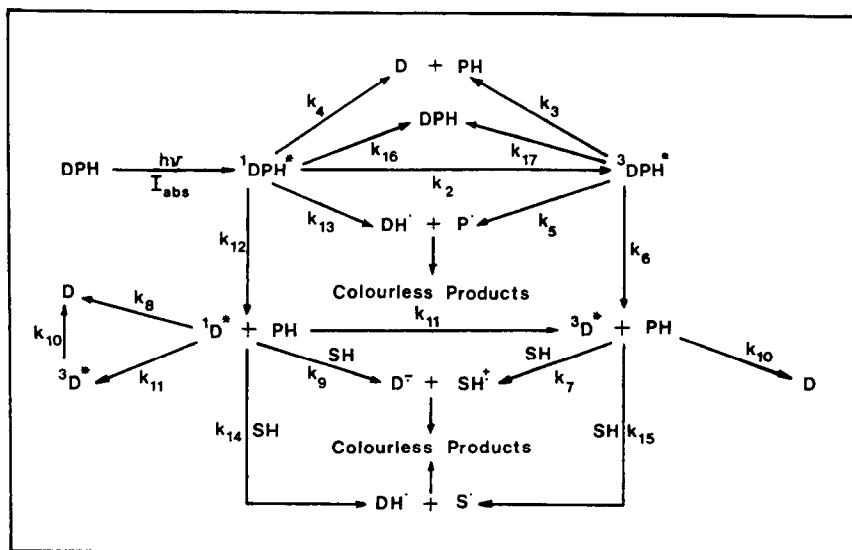 D + PH
k4
k3
DPH
k16
k17
DPH
hν
Iabs
1DPH*
k2
3DPH*
k13
DH· + P·
k5
k12
k6
Colourless Products
D
k8
1D* + PH
k11
3D* + PH
k10
k10
3D*
k11
SH
k9
D⁻· + SH⁺·
SH
k7
D
k14 SH
Colourless Products
SH k15
DH· + S·